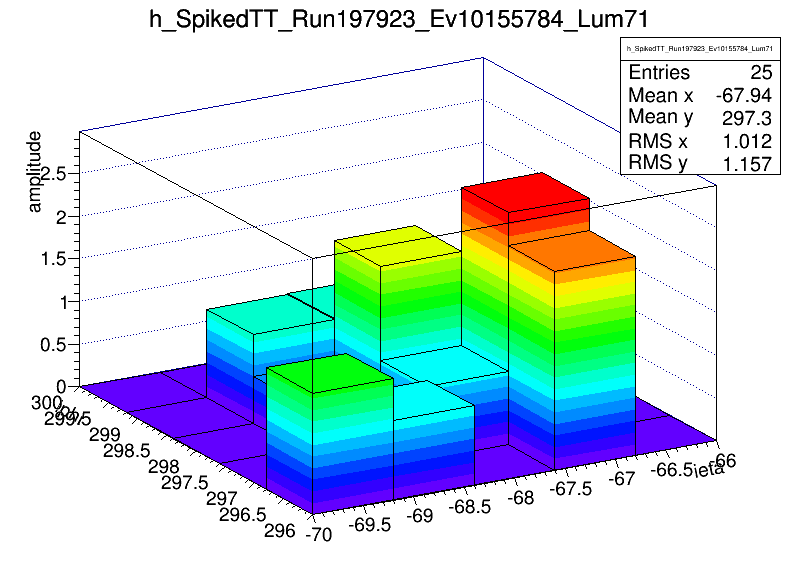 h_SpikedTT_Run197923_Ev10155784_Lum71
h_SpikedTT_Run197923_Ev10155784_Lum71
Entries 25
Mean x -67.94
Mean y 297.3
RMS x 1.012
RMS y 1.157
amplitude
2.5
2
1.5
1
0.5
0
300
299.5
299
298.5
298
297.5
297
296.5
296
-70
-69.5
-69
-68.5
-68
-67.5
-67
-66.5
-66
ieta